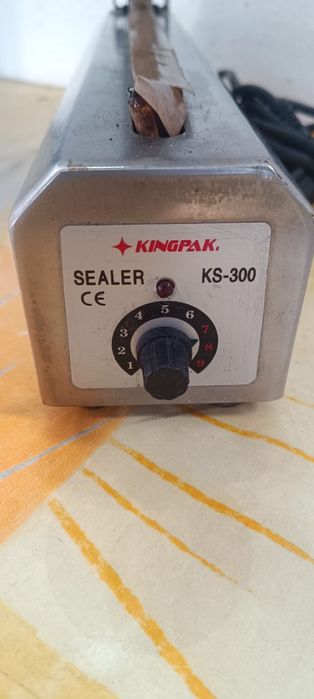 KINGPAK
SEALER KS-300
CE
1 2 3 4 5 6 7 8 9